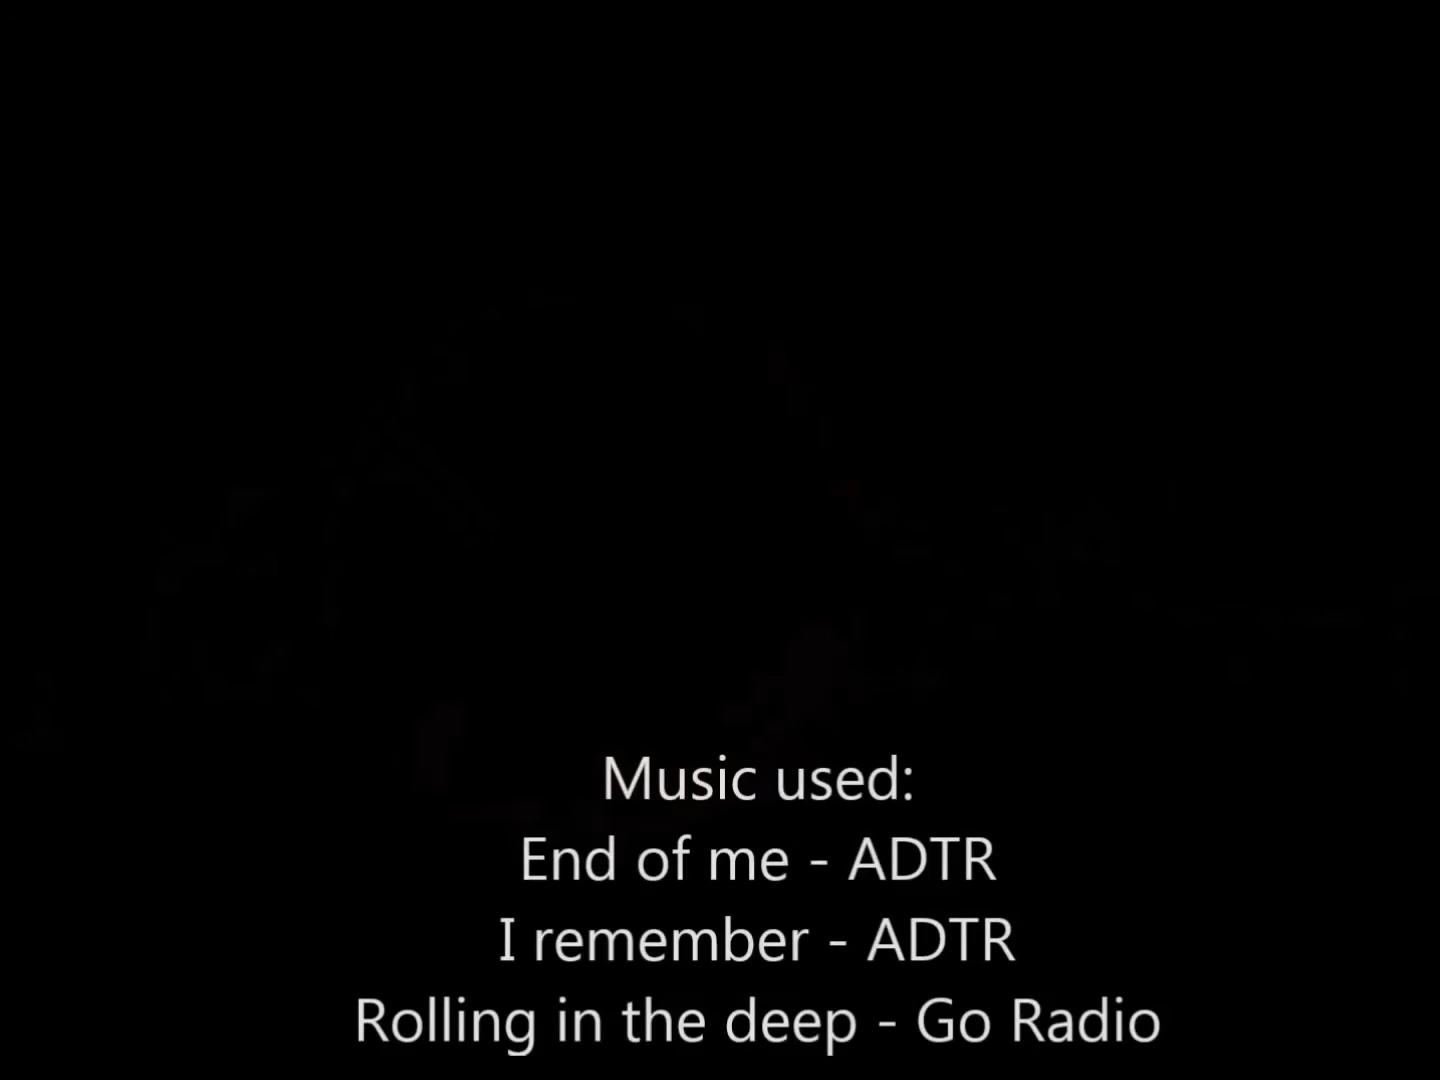 Music used:
End of me - ADTR
I remember - ADTR
Rolling in the deep - Go Radio